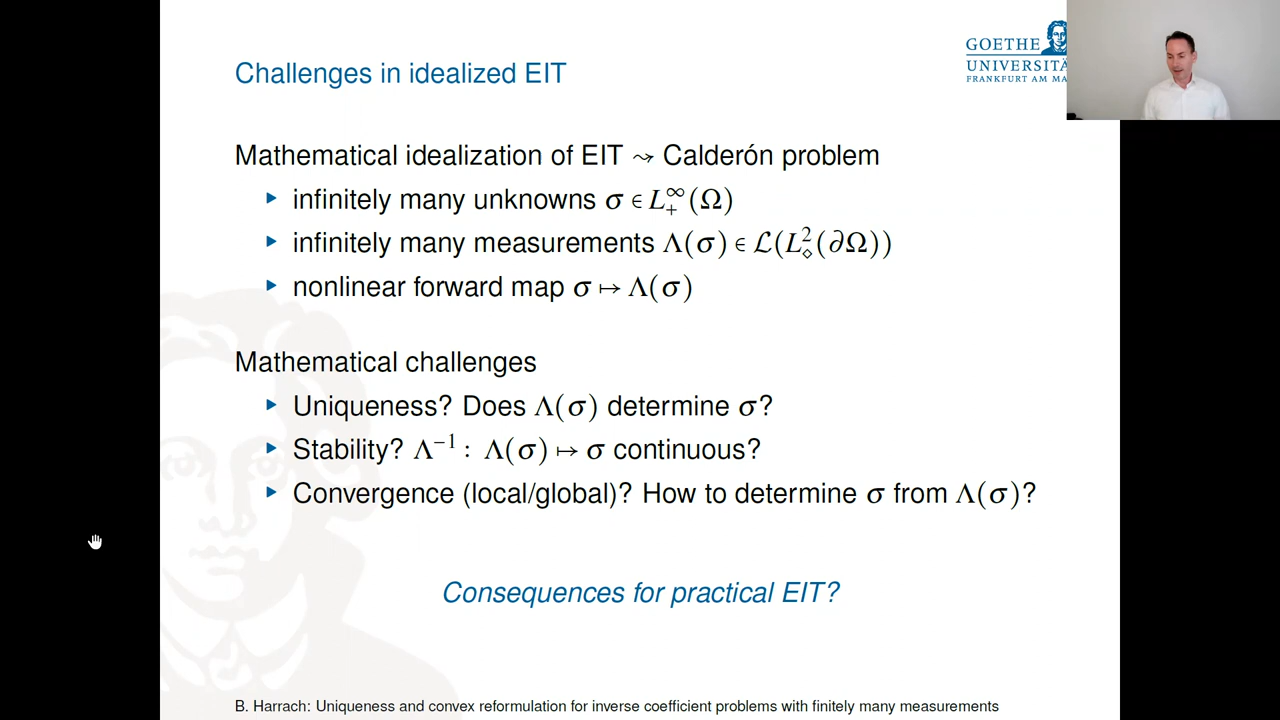 Challenges in idealized EIT
GOETHE
UNIVERSITÄ
FRANKFURT AM MA
Mathematical idealization of EIT ⤳ Calderón problem
▶ infinitely many unknowns σ ∈ L₊^∞(Ω)
▶ infinitely many measurements Λ(σ) ∈ ℒ(L⋄²(∂Ω))
▶ nonlinear forward map σ ↦ Λ(σ)
Mathematical challenges
▶ Uniqueness? Does Λ(σ) determine σ?
▶ Stability? Λ⁻¹ : Λ(σ) ↦ σ continuous?
▶ Convergence (local/global)? How to determine σ from Λ(σ)?
Consequences for practical EIT?
B. Harrach: Uniqueness and convex reformulation for inverse coefficient problems with finitely many measurements